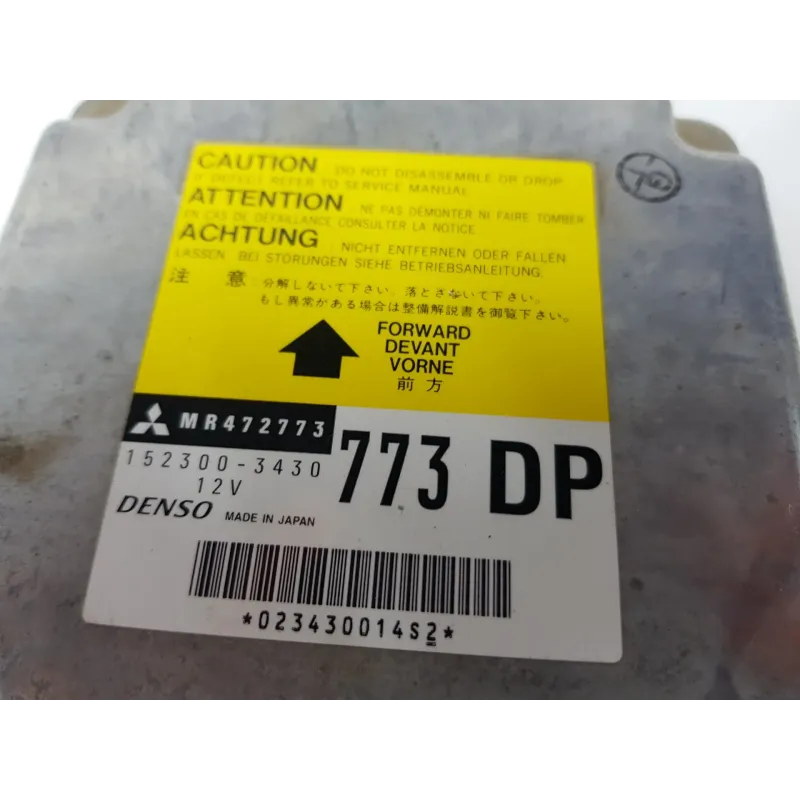 CAUTION DO NOT DISASSEMBLE OR DROP.
IF DEFECT REFER TO SERVICE MANUAL
ATTENTION NE PAS DÉMONTER NI FAIRE TOMBER
EN CAS DE DÉFAILLANCE CONSULTER LA NOTICE
ACHTUNG NICHT ENTFERNEN ODER FALLEN
LASSEN. BEI STÖRUNGEN SIEHE BETRIEBSANLEITUNG.
注 意 分解しないで下さい。落とさないで下さい。
もし異常がある場合は整備解説書を御覧下さい。
FORWARD
DEVANT
VORNE
前 方
MR472773
773 DP
152300-3430
12V
DENSO MADE IN JAPAN
*023430014S2*